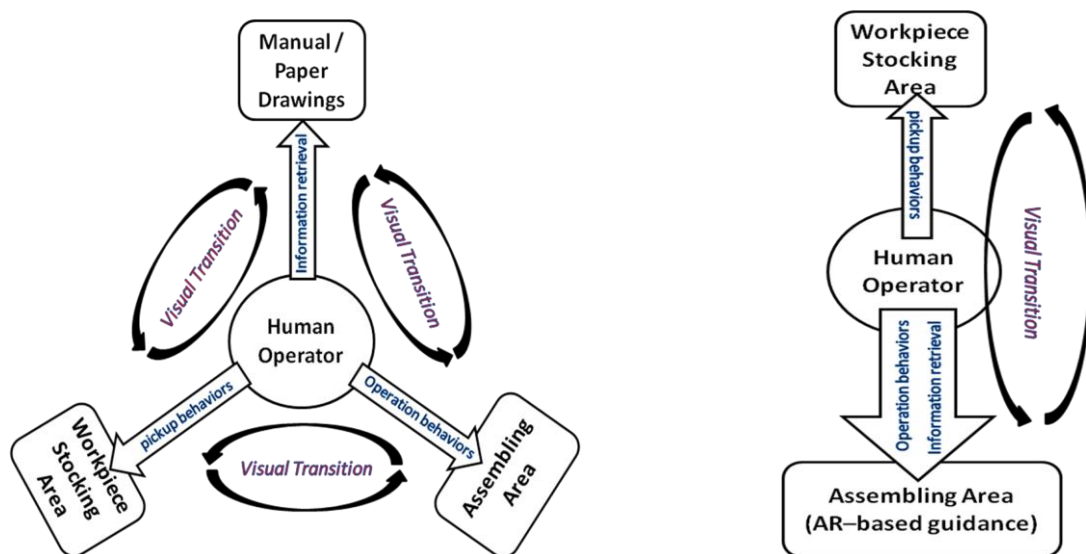 Manual /
Paper
Drawings
Information retrieval
Visual Transition
Visual Transition
Human
Operator
pickup behaviors
Operation behaviors
Workpiece
Stocking
Area
Visual Transition
Assembling
Area
Workpiece
Stocking
Area
pickup behaviors
Human
Operator
Visual Transition
Operation behaviors
Information retrieval
Assembling Area
(AR–based guidance)